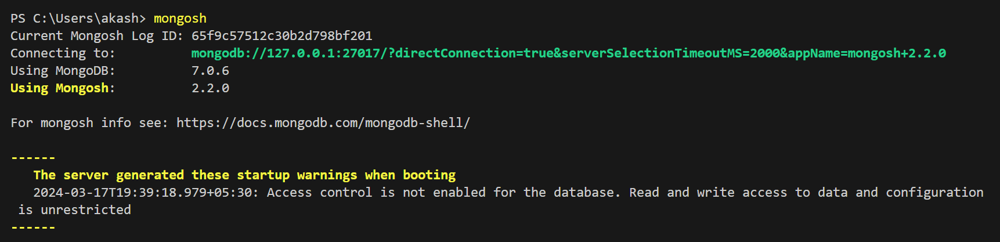 PS C:\Users\akash> mongosh
Current Mongosh Log ID: 65f9c57512c30b2d798bf201
Connecting to:          mongodb://127.0.0.1:27017/?directConnection=true&serverSelectionTimeoutMS=2000&appName=mongosh+2.2.0
Using MongoDB:          7.0.6
Using Mongosh:          2.2.0
For mongosh info see: https://docs.mongodb.com/mongodb-shell/
------
   The server generated these startup warnings when booting
   2024-03-17T19:39:18.979+05:30: Access control is not enabled for the database. Read and write access to data and configuration
 is unrestricted
------